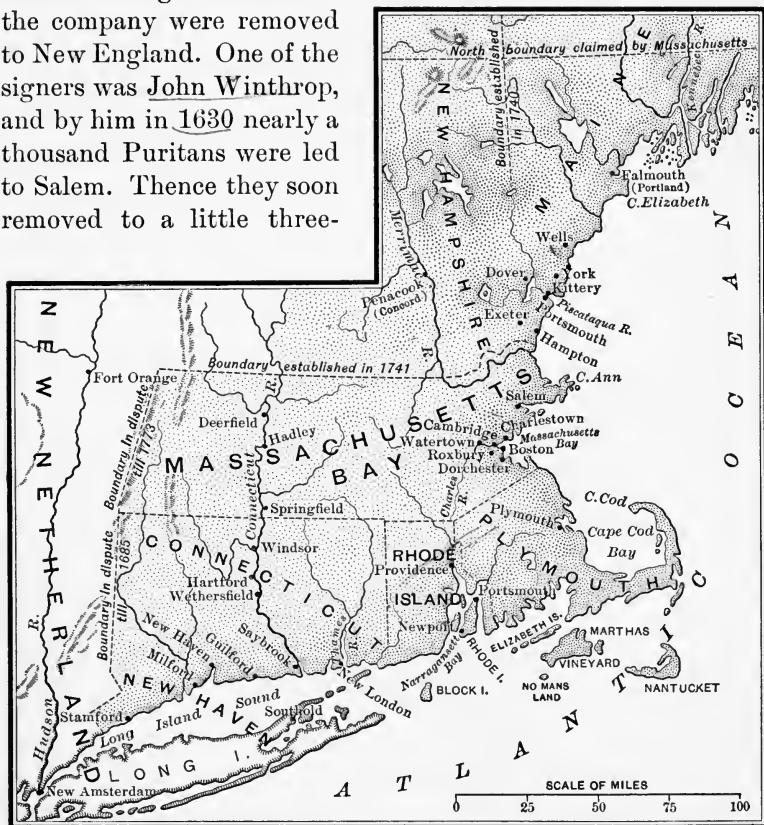 the company were removed
to New England. One of the
signers was John Winthrop,
and by him in 1630 nearly a
thousand Puritans were led
to Salem. Thence they soon
removed to a little three-
North boundary claimed by Massachusetts
Boundary established
in 1740
NEW HAMPSHIRE
MAINE
Kennebec R.
Falmouth
(Portland)
C. Elizabeth
Wells
York
Kittery
Dover
Piscataqua R.
Portsmouth
Exeter
Hampton
Merrimac R.
Penacook
(Concord)
Boundary established in 1741
NEW NETHERLAND
Fort Orange
Boundary In dispute
till 1773
Boundary In dispute
till 1685
Hudson R.
Deerfield
Hadley
Connecticut R.
Springfield
MASSACHUSETTS
BAY
C. Ann
Salem
Charlestown
Cambridge
Massachusetts
Bay
Watertown
Boston
Roxbury
Dorchester
Charles R.
C. Cod
Cape Cod
Bay
Plymouth
PLYMOUTH
CONNECTICUT
Windsor
Hartford
Wethersfield
RHODE
ISLAND
Providence
Portsmouth
Newport
Narragansett
Bay
RHODE I.
ELIZABETH IS.
MARTHAS
VINEYARD
NO MANS
LAND
NANTUCKET
BLOCK I.
Thames R.
New London
Saybrook
Guilford
New Haven
Milford
NEW HAVEN
Stamford
Long Island Sound
Southold
LONG I.
New Amsterdam
ATLANTIC OCEAN
SCALE OF MILES
0 25 50 75 100